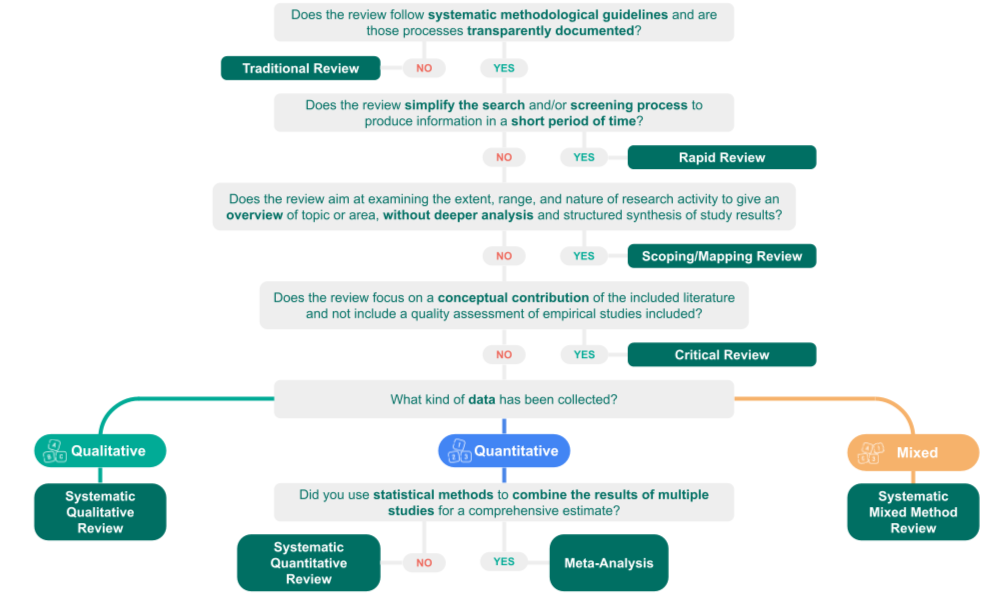 Does the review follow systematic methodological guidelines and are
those processes transparently documented?
Traditional Review
NO
YES
Does the review simplify the search and/or screening process to
produce information in a short period of time?
NO
YES
Rapid Review
Does the review aim at examining the extent, range, and nature of research activity to give an
overview of topic or area, without deeper analysis and structured synthesis of study results?
NO
YES
Scoping/Mapping Review
Does the review focus on a conceptual contribution of the included literature
and not include a quality assessment of empirical studies included?
NO
YES
Critical Review
What kind of data has been collected?
Qualitative
Quantitative
Mixed
Systematic
Qualitative
Review
Did you use statistical methods to combine the results of multiple
studies for a comprehensive estimate?
Systematic
Mixed Method
Review
Systematic
Quantitative
Review
NO
YES
Meta-Analysis